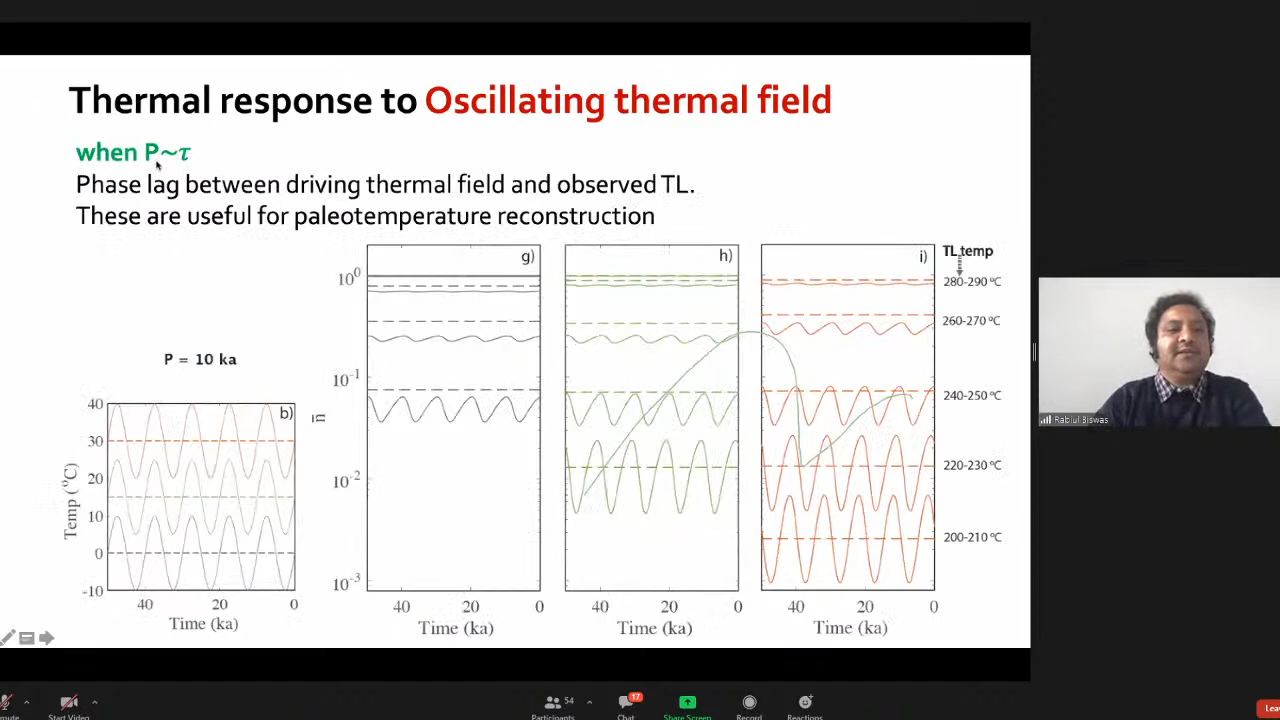 Thermal response to Oscillating thermal field
when P~τ
Phase lag between driving thermal field and observed TL.
These are useful for paleotemperature reconstruction
P = 10 ka
b)
40
30
20
10
0
-10
Temp (°C)
40 20 0
Time (ka)
g)
10⁰
10⁻¹
10⁻²
10⁻³
n̄
40 20 0
Time (ka)
h)
40 20 0
Time (ka)
i)
40 20 0
Time (ka)
TL temp
280-290 °C
260-270 °C
240-250 °C
220-230 °C
200-210 °C
Rabiul Biswas
mute
Start Video
54
Participants
17
Chat
Share Screen
Record
Reactions
Lea